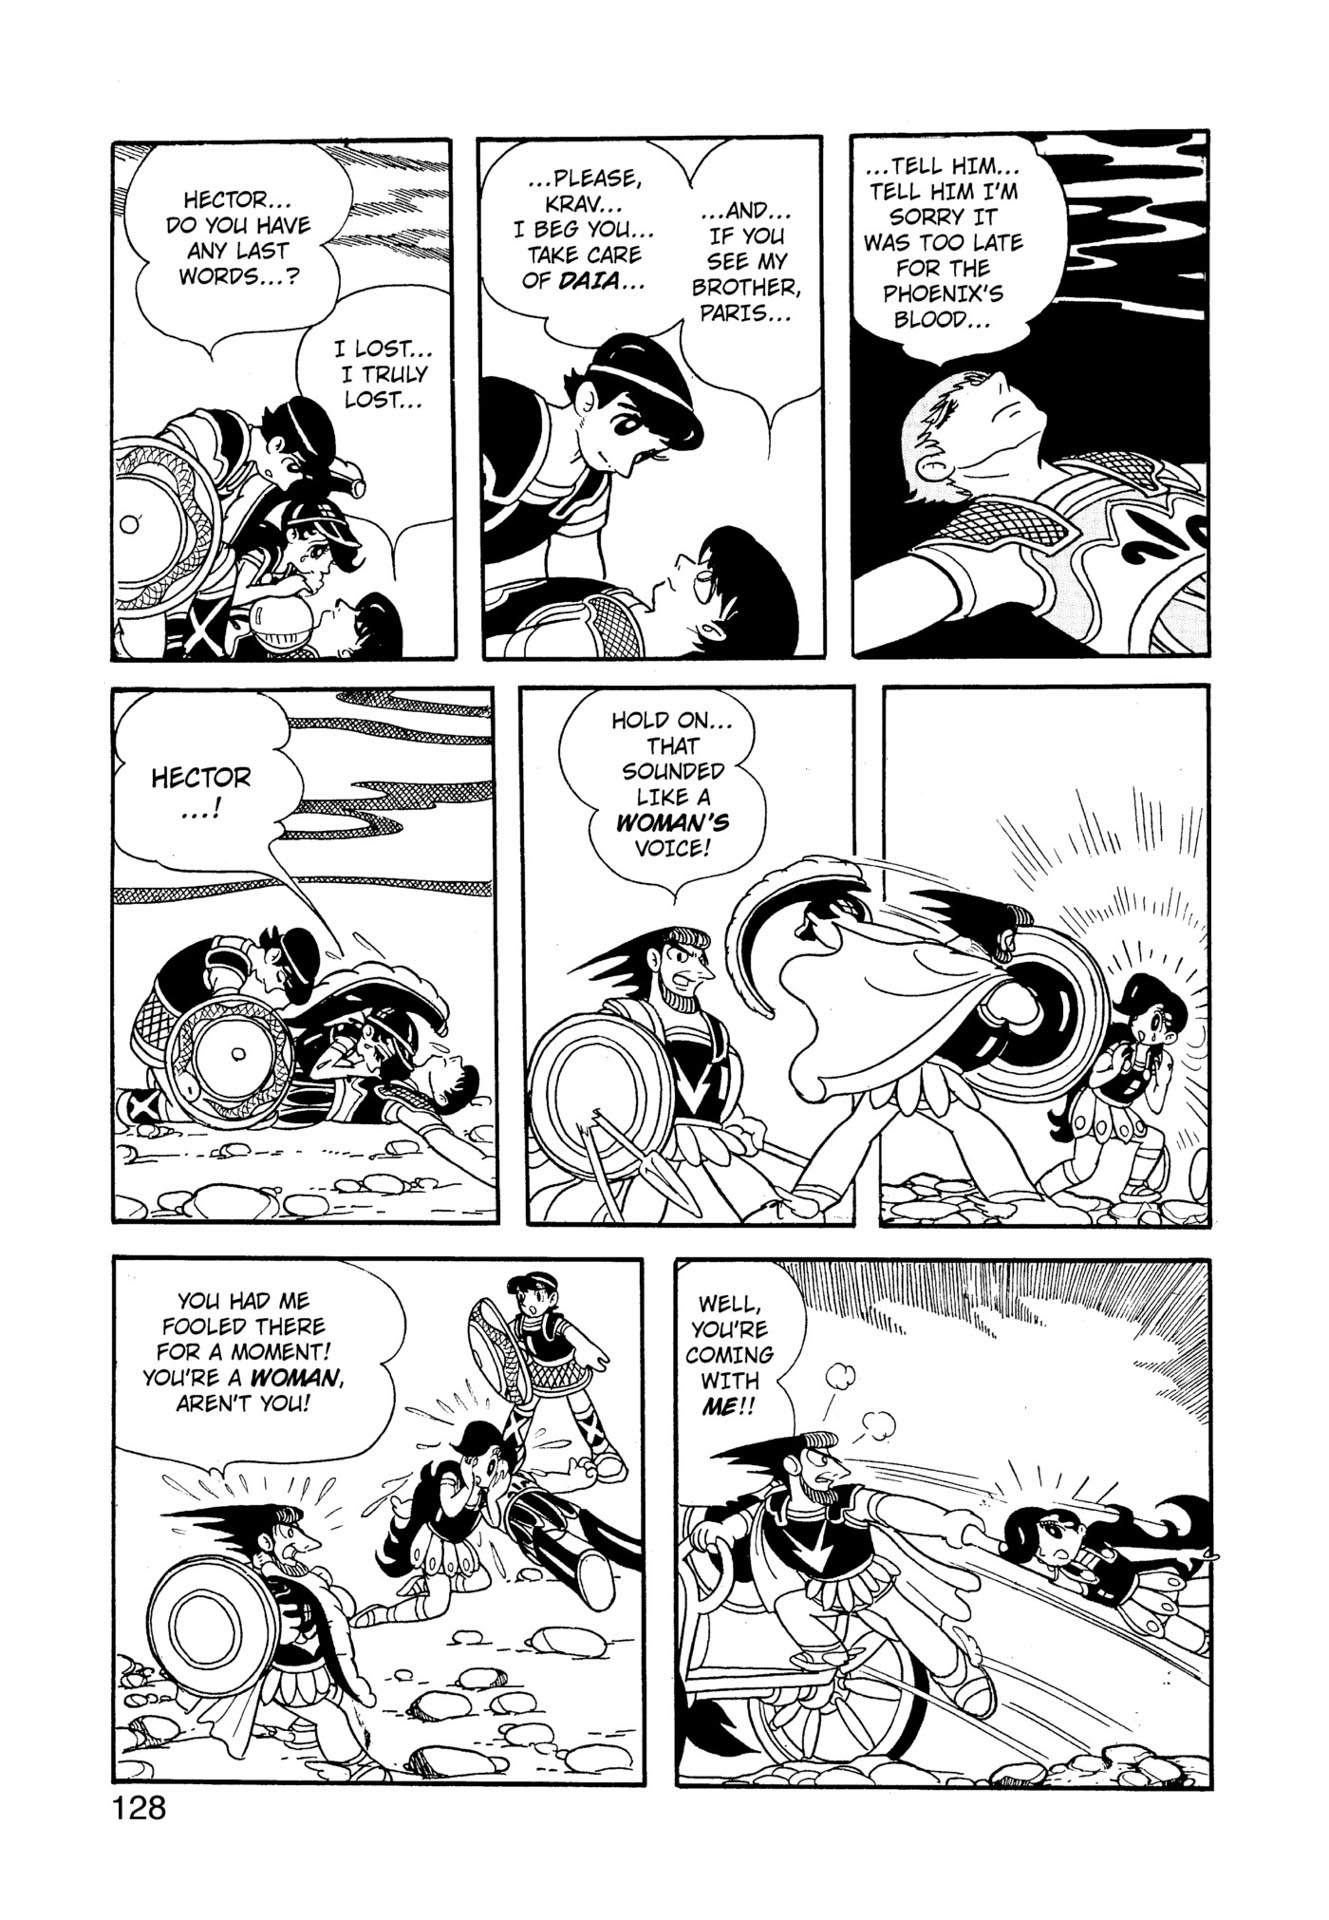 HECTOR...
DO YOU HAVE
ANY LAST
WORDS...?
I LOST...
I TRULY
LOST...
...PLEASE,
KRAV...
I BEG YOU...
TAKE CARE
OF DAIA...
...AND...
IF YOU
SEE MY
BROTHER,
PARIS...
...TELL HIM...
TELL HIM I'M
SORRY IT
WAS TOO LATE
FOR THE
PHOENIX'S
BLOOD...
HECTOR
...!
HOLD ON...
THAT
SOUNDED
LIKE A
WOMAN'S
VOICE!
YOU HAD ME
FOOLED THERE
FOR A MOMENT!
YOU'RE A WOMAN,
AREN'T YOU!
WELL,
YOU'RE
COMING
WITH
ME!!
128